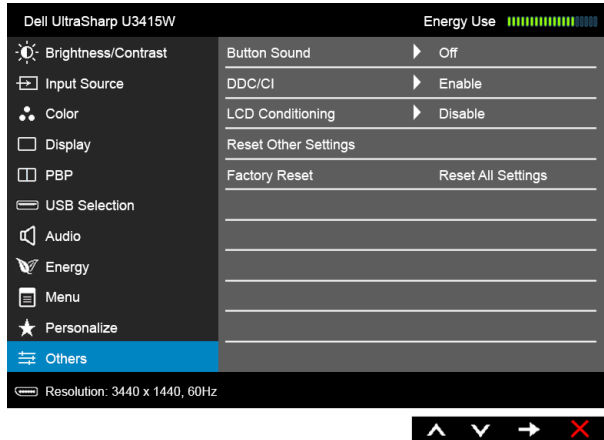 Dell UltraSharp U3415W Energy Use
Brightness/Contrast Button Sound Off
Input Source DDC/CI Enable
Color LCD Conditioning Disable
Display Reset Other Settings
PBP Factory Reset Reset All Settings
USB Selection
Audio
Energy
Menu
Personalize
Others
Resolution: 3440 x 1440, 60Hz